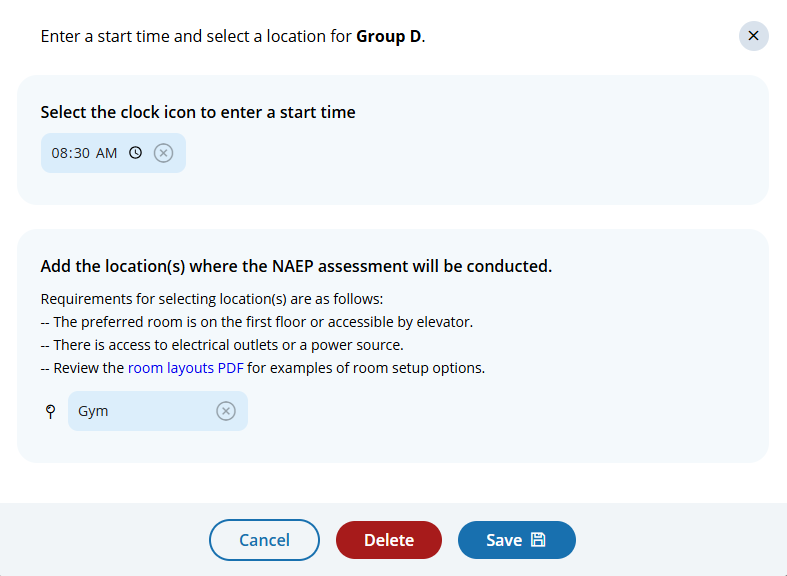 Enter a start time and select a location for Group D.
Select the clock icon to enter a start time
08:30 AM
Add the location(s) where the NAEP assessment will be conducted.
Requirements for selecting location(s) are as follows:
-- The preferred room is on the first floor or accessible by elevator.
-- There is access to electrical outlets or a power source.
-- Review the room layouts PDF for examples of room setup options.
Gym
Cancel
Delete
Save